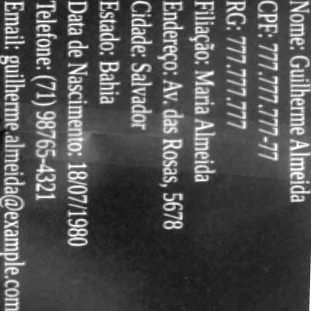 Nome: Guilherme Almeida
CPF: 777.777.777-77
RG: 777.777.777
Filiação: Maria Almeida
Endereço: Av. das Rosas, 5678
Cidade: Salvador
Estado: Bahia
Data de Nascimento: 18/07/1980
Telefone: (71) 98765-4321
Email: guilherme.almeida@example.com